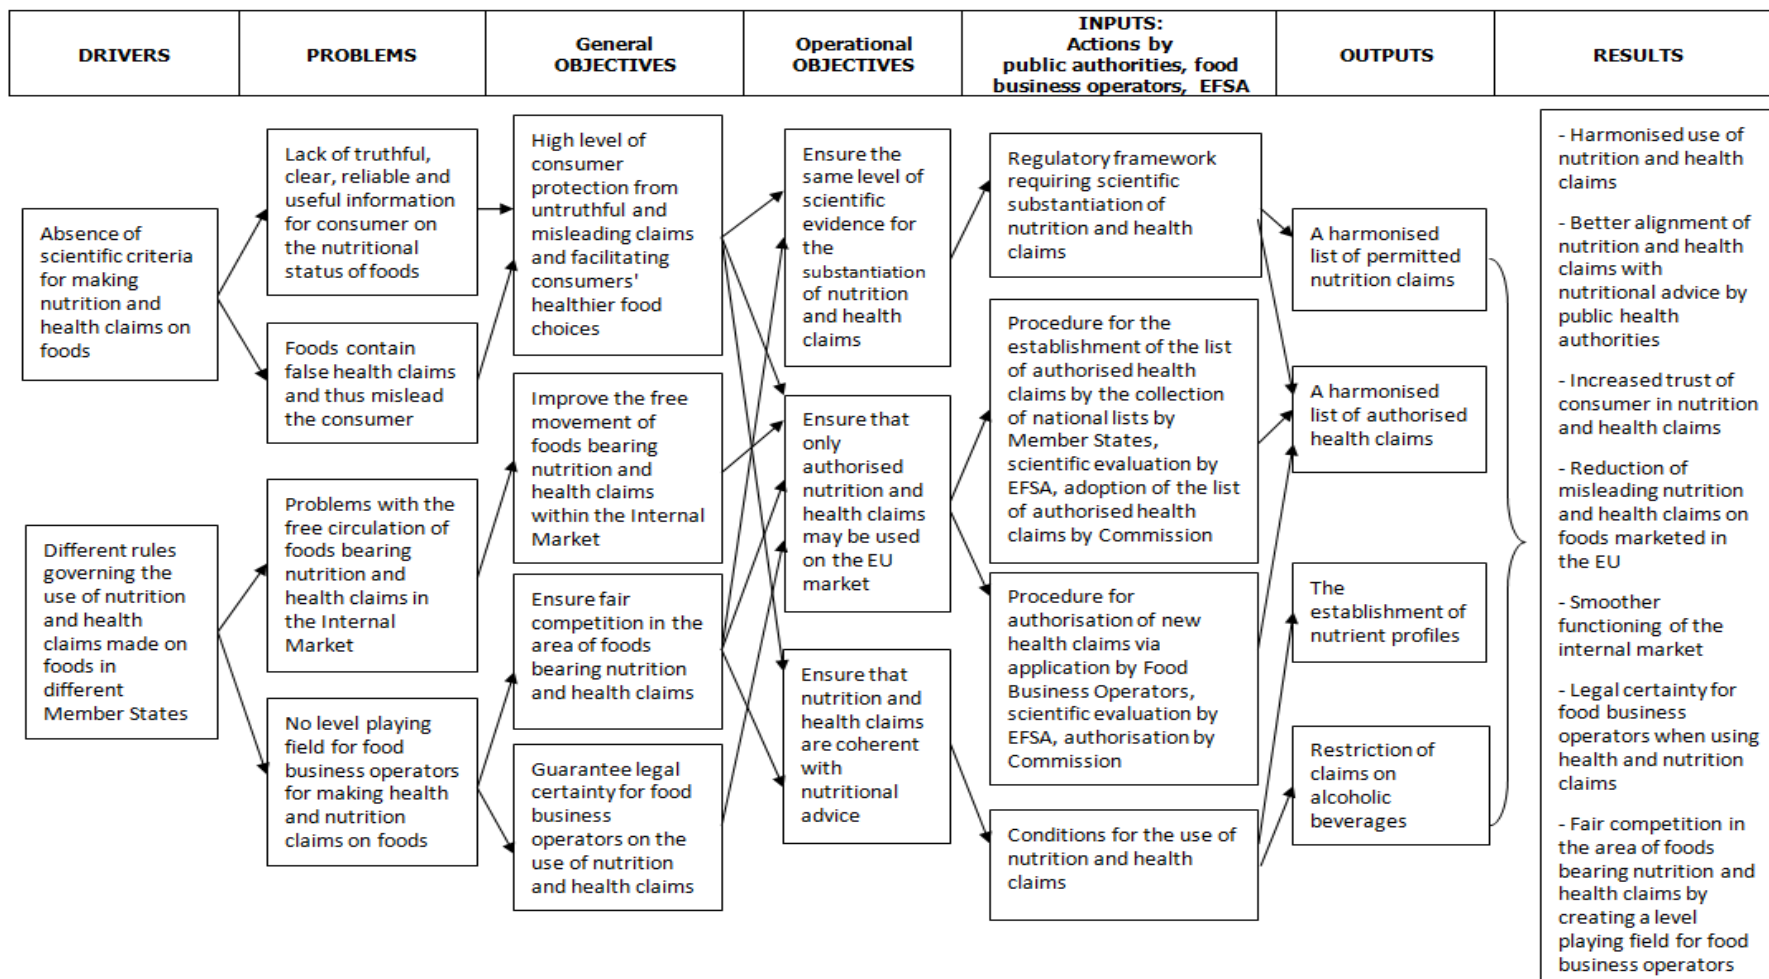 DRIVERS
PROBLEMS
General
OBJECTIVES
Operational
OBJECTIVES
INPUTS:
Actions by
public authorities, food
business operators, EFSA
OUTPUTS
RESULTS
Absence of
scientific criteria
for making
nutrition and
health claims on
foods
Different rules
governing the
use of nutrition
and health
claims made on
foods in
different
Member States
Lack of truthful,
clear, reliable and
useful information
for consumer on
the nutritional
status of foods
Foods contain
false health claims
and thus mislead
the consumer
Problems with the
free circulation of
foods bearing
nutrition and
health claims in
the Internal
Market
No level playing
field for food
business operators
for making health
and nutrition
claims on foods
High level of
consumer
protection from
untruthful and
misleading claims
and facilitating
consumers'
healthier food
choices
Improve the free
movement of
foods bearing
nutrition and
health claims
within the Internal
Market
Ensure fair
competition in the
area of foods
bearing nutrition
and health claims
Guarantee legal
certainty for food
business
operators on the
use of nutrition
and health claims
Ensure the
same level of
scientific
evidence for
the
substantiation
of nutrition
and health
claims
Ensure that
only
authorised
nutrition and
health claims
may be used
on the EU
market
Ensure that
nutrition and
health claims
are coherent
with
nutritional
advice
Regulatory framework
requiring scientific
substantiation of
nutrition and health
claims
Procedure for the
establishment of the list
of authorised health
claims by the collection
of national lists by
Member States,
scientific evaluation by
EFSA, adoption of the list
of authorised health
claims by Commission
Procedure for
authorisation of new
health claims via
application by Food
Business Operators,
scientific evaluation by
EFSA, authorisation by
Commission
Conditions for the use of
nutrition and health
claims
A harmonised
list of permitted
nutrition claims
A harmonised
list of authorised
health claims
The
establishment of
nutrient profiles
Restriction of
claims on
alcoholic
beverages
- Harmonised use of
nutrition and health
claims
- Better alignment of
nutrition and health
claims with
nutritional advice by
public health
authorities
- Increased trust of
consumer in nutrition
and health claims
- Reduction of
misleading nutrition
and health claims on
foods marketed in
the EU
- Smoother
functioning of the
internal market
- Legal certainty for
food business
operators when using
health and nutrition
claims
- Fair competition in
the area of foods
bearing nutrition and
health claims by
creating a level
playing field for food
business operators